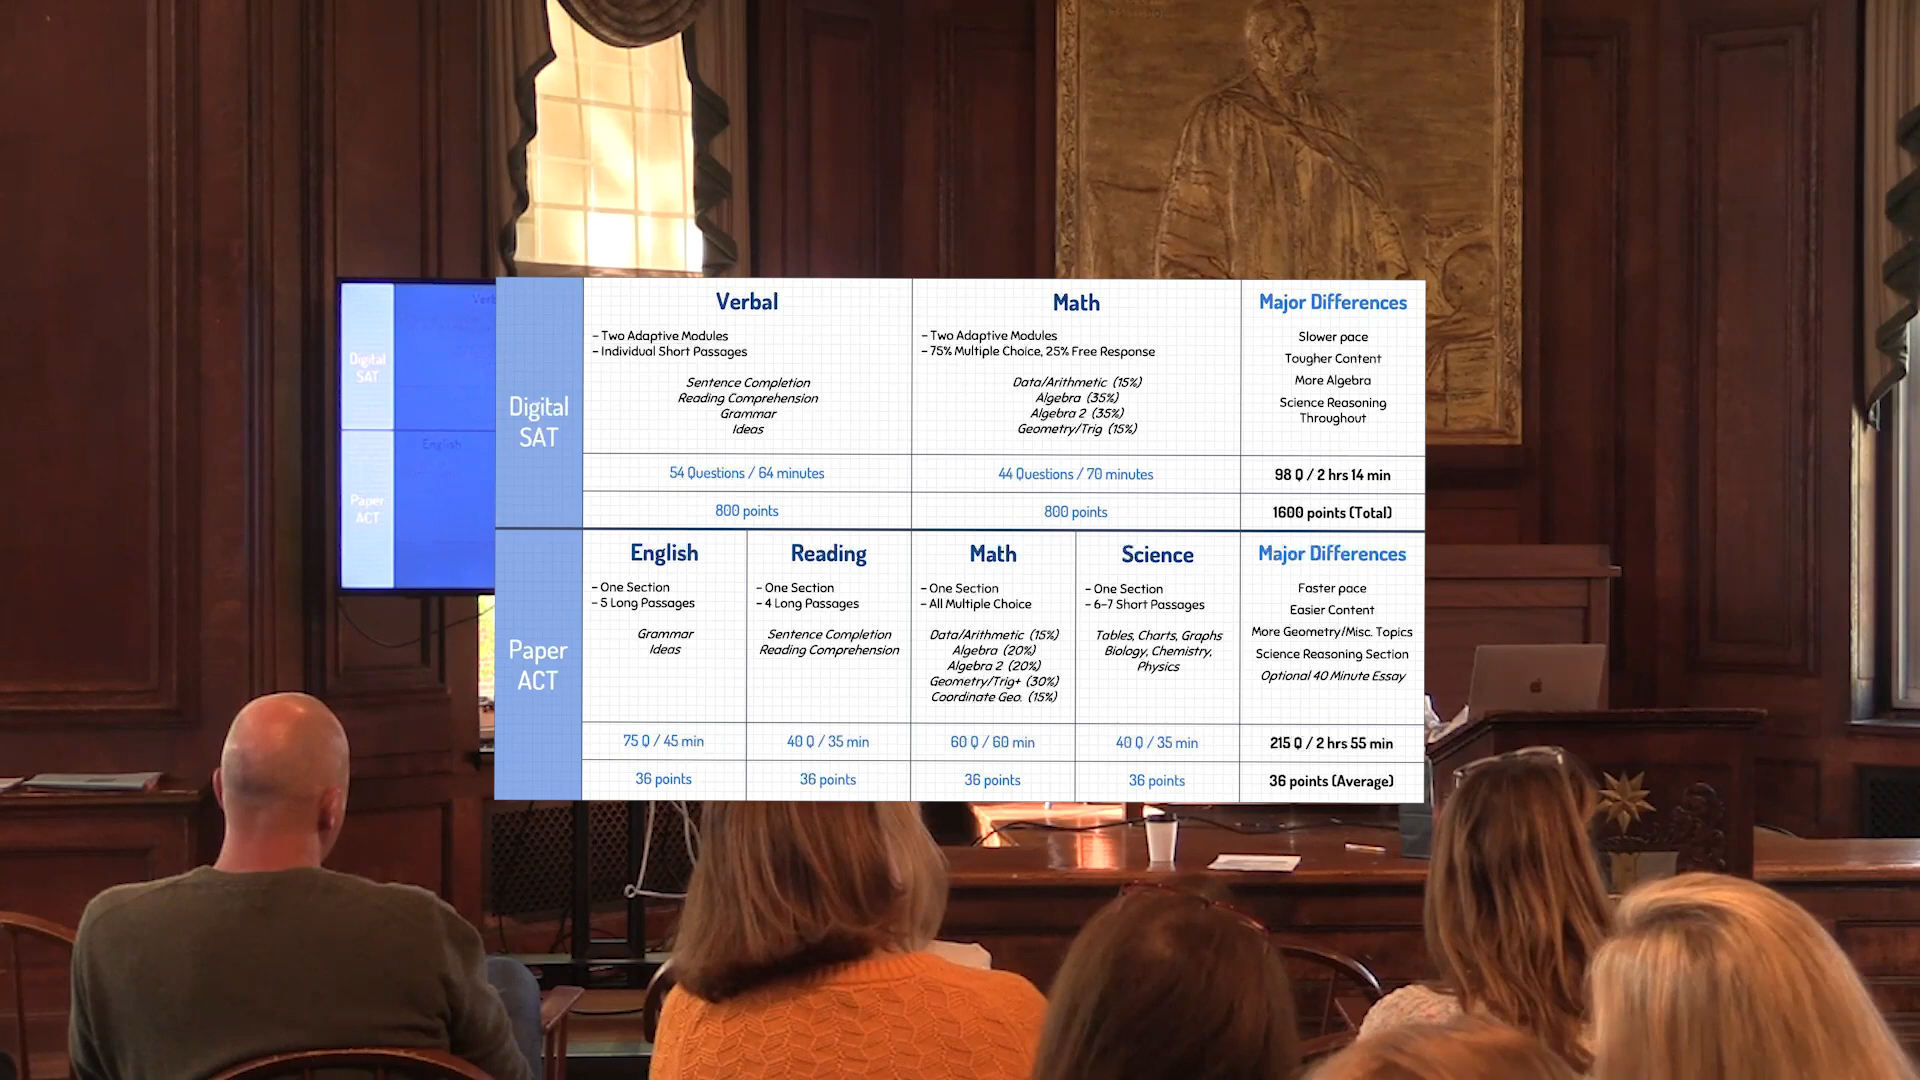 Verb
Digital
SAT
English
Paper
ACT
Digital
SAT
Verbal
– Two Adaptive Modules
– Individual Short Passages
Sentence Completion
Reading Comprehension
Grammar
Ideas
54 Questions / 64 minutes
800 points
Math
– Two Adaptive Modules
– 75% Multiple Choice, 25% Free Response
Data/Arithmetic (15%)
Algebra (35%)
Algebra 2 (35%)
Geometry/Trig (15%)
44 Questions / 70 minutes
800 points
Major Differences
Slower pace
Tougher Content
More Algebra
Science Reasoning
Throughout
98 Q / 2 hrs 14 min
1600 points (Total)
Paper
ACT
English
– One Section
– 5 Long Passages
Grammar
Ideas
75 Q / 45 min
36 points
Reading
– One Section
– 4 Long Passages
Sentence Completion
Reading Comprehension
40 Q / 35 min
36 points
Math
– One Section
– All Multiple Choice
Data/Arithmetic (15%)
Algebra (20%)
Algebra 2 (20%)
Geometry/Trig+ (30%)
Coordinate Geo. (15%)
60 Q / 60 min
36 points
Science
– One Section
– 6-7 Short Passages
Tables, Charts, Graphs
Biology, Chemistry,
Physics
40 Q / 35 min
36 points
Major Differences
Faster pace
Easier Content
More Geometry/Misc. Topics
Science Reasoning Section
Optional 40 Minute Essay
215 Q / 2 hrs 55 min
36 points (Average)